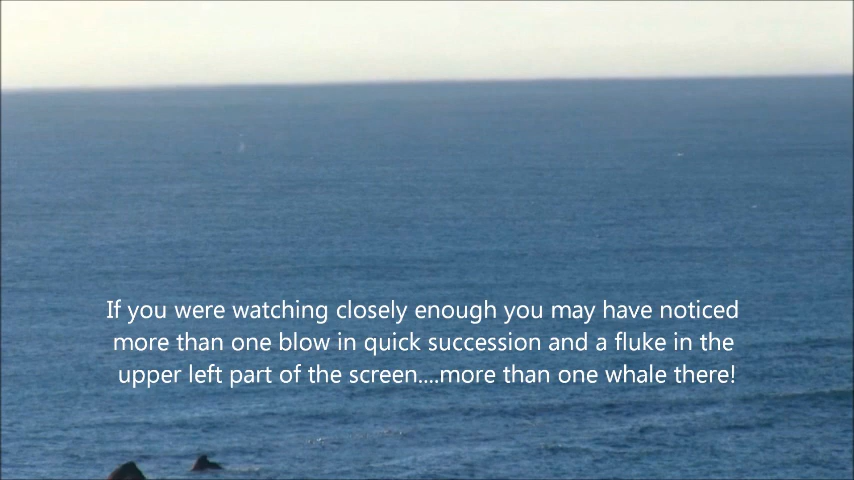 If you were watching closely enough you may have noticed
more than one blow in quick succession and a fluke in the
upper left part of the screen....more than one whale there!